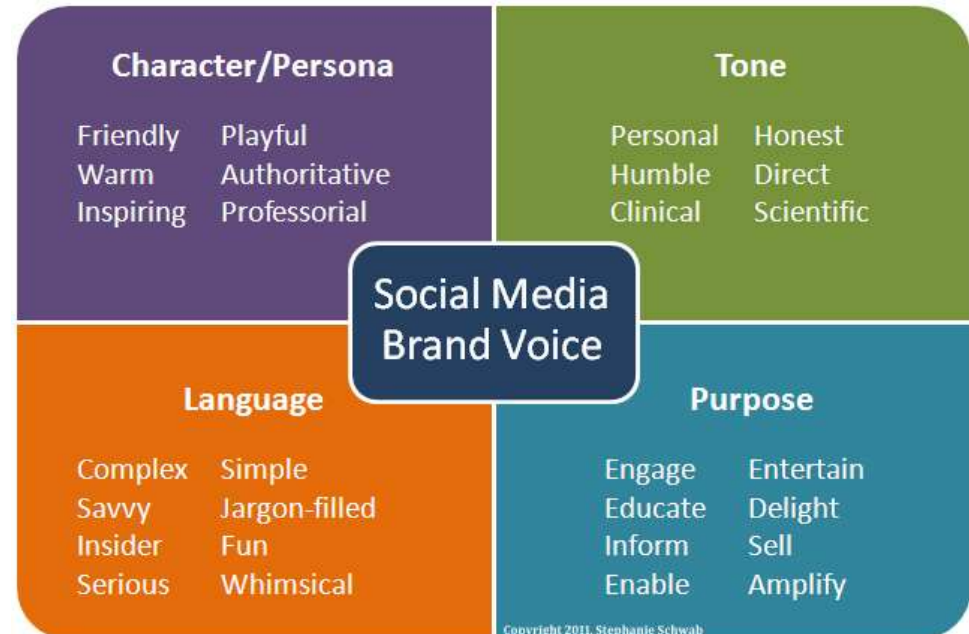 Character/Persona
Friendly Playful
Warm Authoritative
Inspiring Professorial
Tone
Personal Honest
Humble Direct
Clinical Scientific
Social Media
Brand Voice
Language
Complex Simple
Savvy Jargon-filled
Insider Fun
Serious Whimsical
Purpose
Engage Entertain
Educate Delight
Inform Sell
Enable Amplify
Copyright 2011, Stephanie Schwab